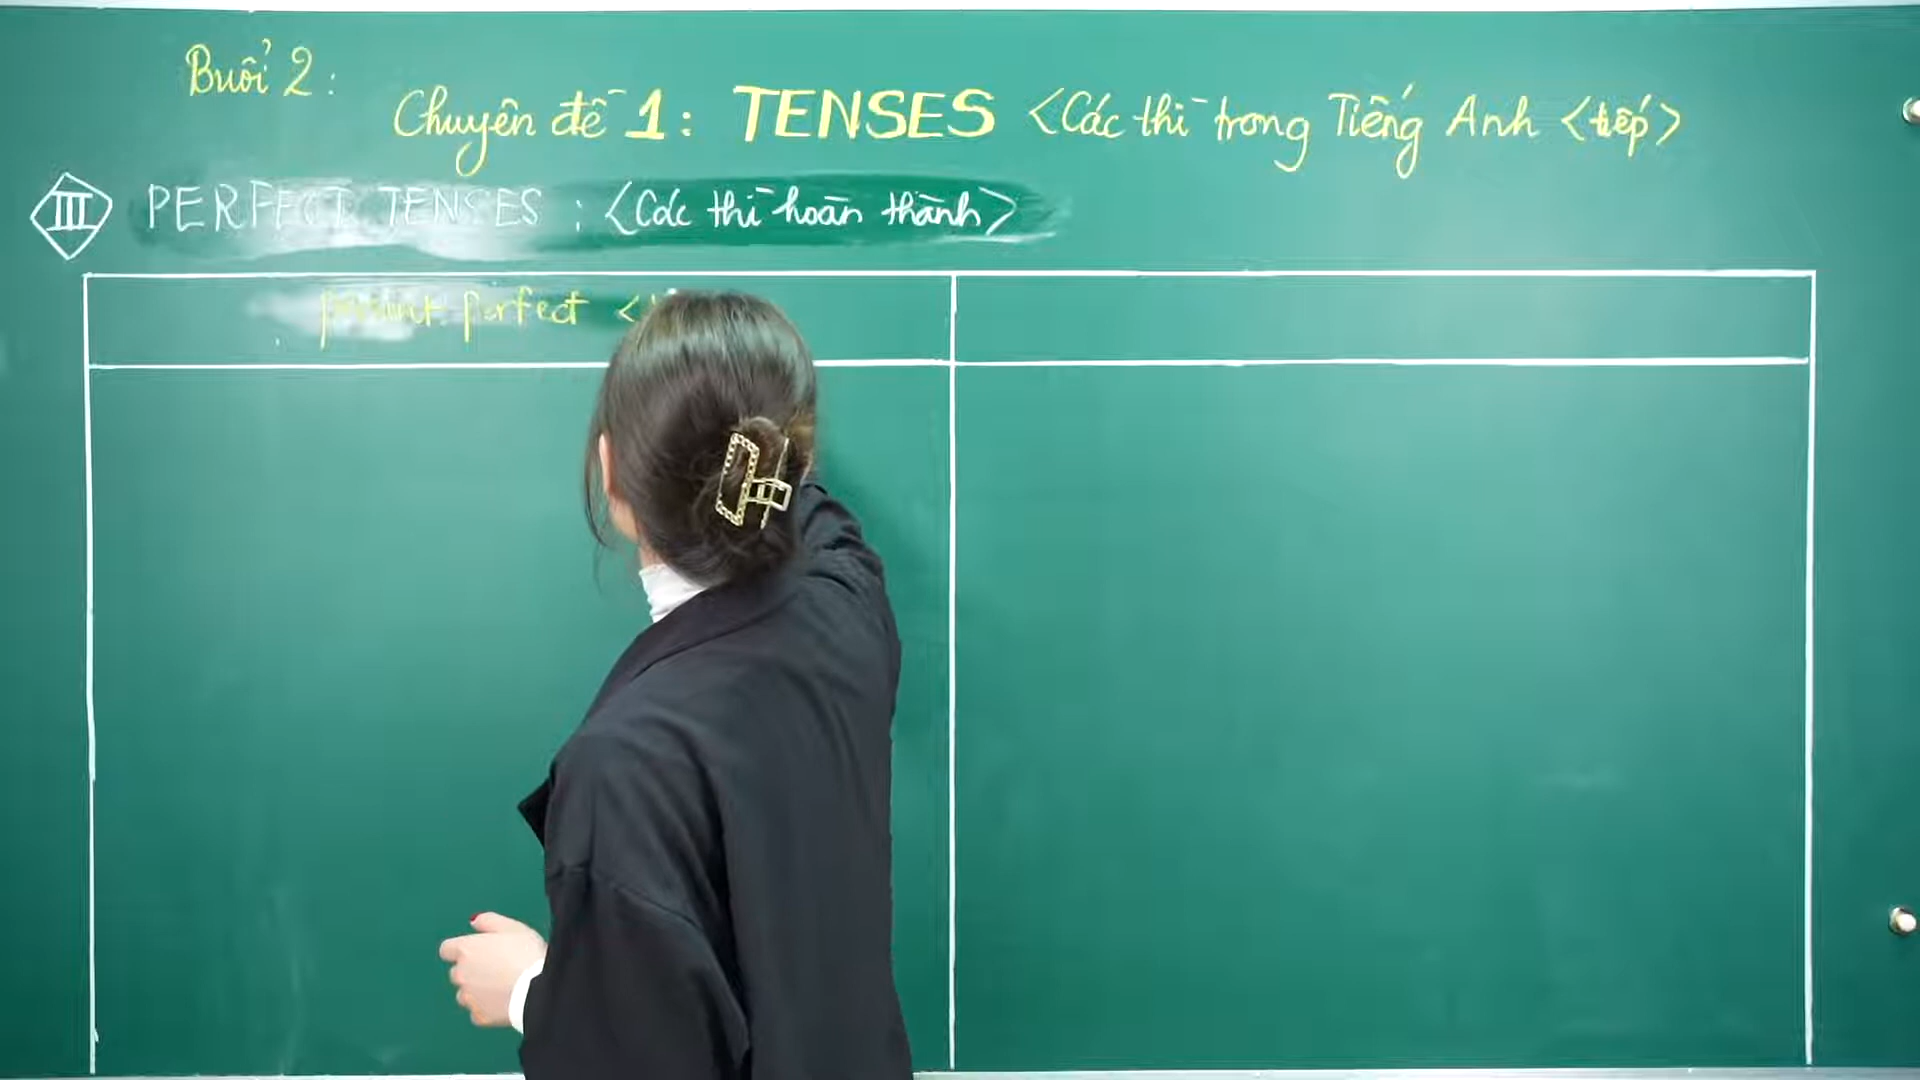 Buổi 2:
Chuyên đề 1: TENSES <Các thì trong Tiếng Anh <tiếp>
III PERFECT TENSES: <Các thì hoàn thành>
present perfect <